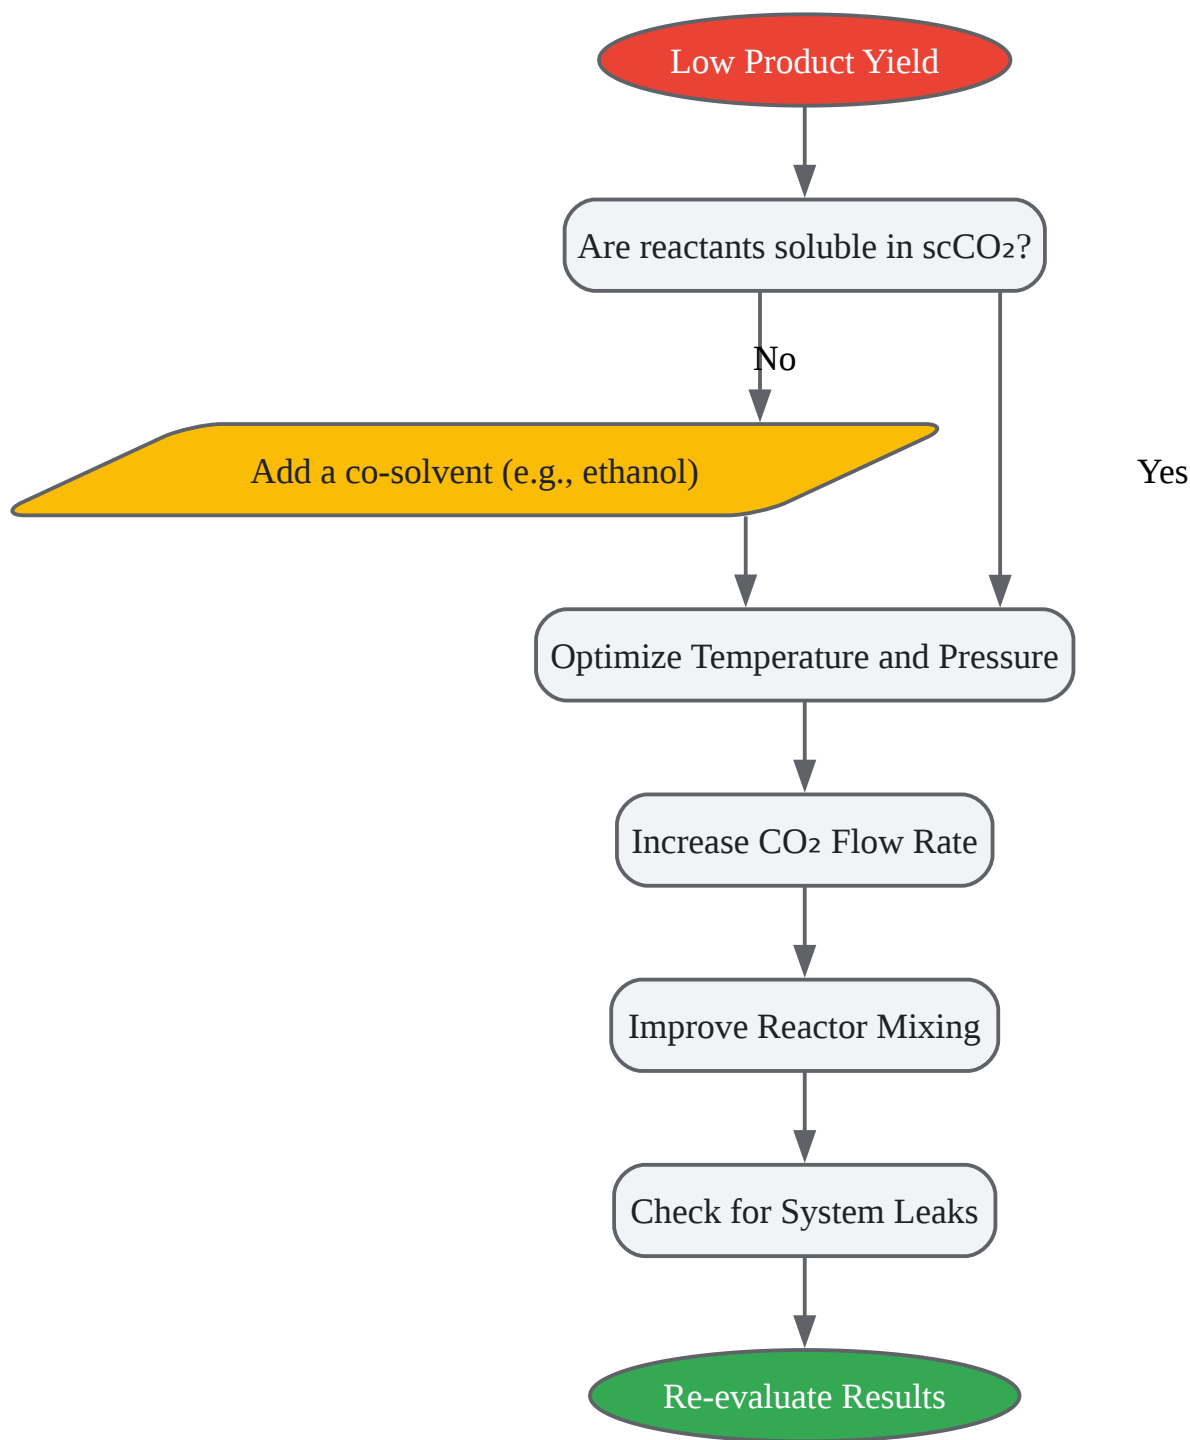 Low Product Yield
Are reactants soluble in scCO₂?
No
Add a co-solvent (e.g., ethanol)
Yes
Optimize Temperature and Pressure
Increase CO₂ Flow Rate
Improve Reactor Mixing
Check for System Leaks
Re-evaluate Results